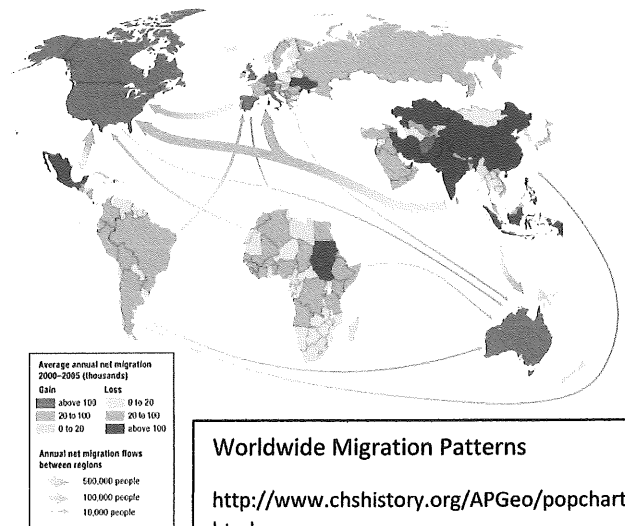 Average annual net migration
2000–2005 (thousands)
Gain Loss
above 100 0 to 20
20 to 100 20 to 100
0 to 20 above 100
Annual net migration flows
between regions
500,000 people
100,000 people
10,000 people
Worldwide Migration Patterns
http://www.chshistory.org/APGeo/popchart
html